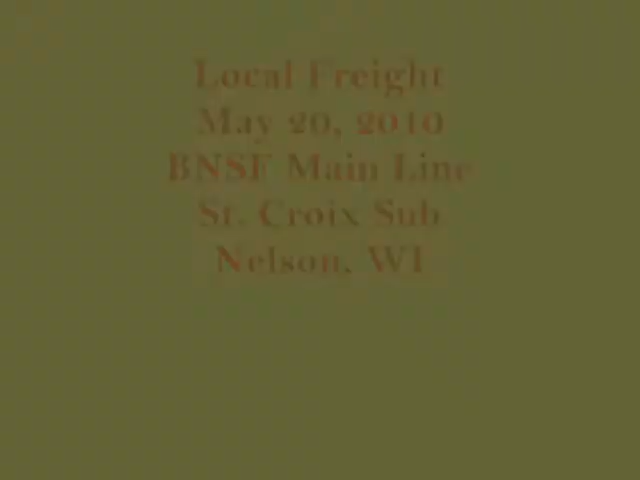 Local Freight
May 20, 2010
BNSF Main Line
St. Croix Sub
Nelson, WI